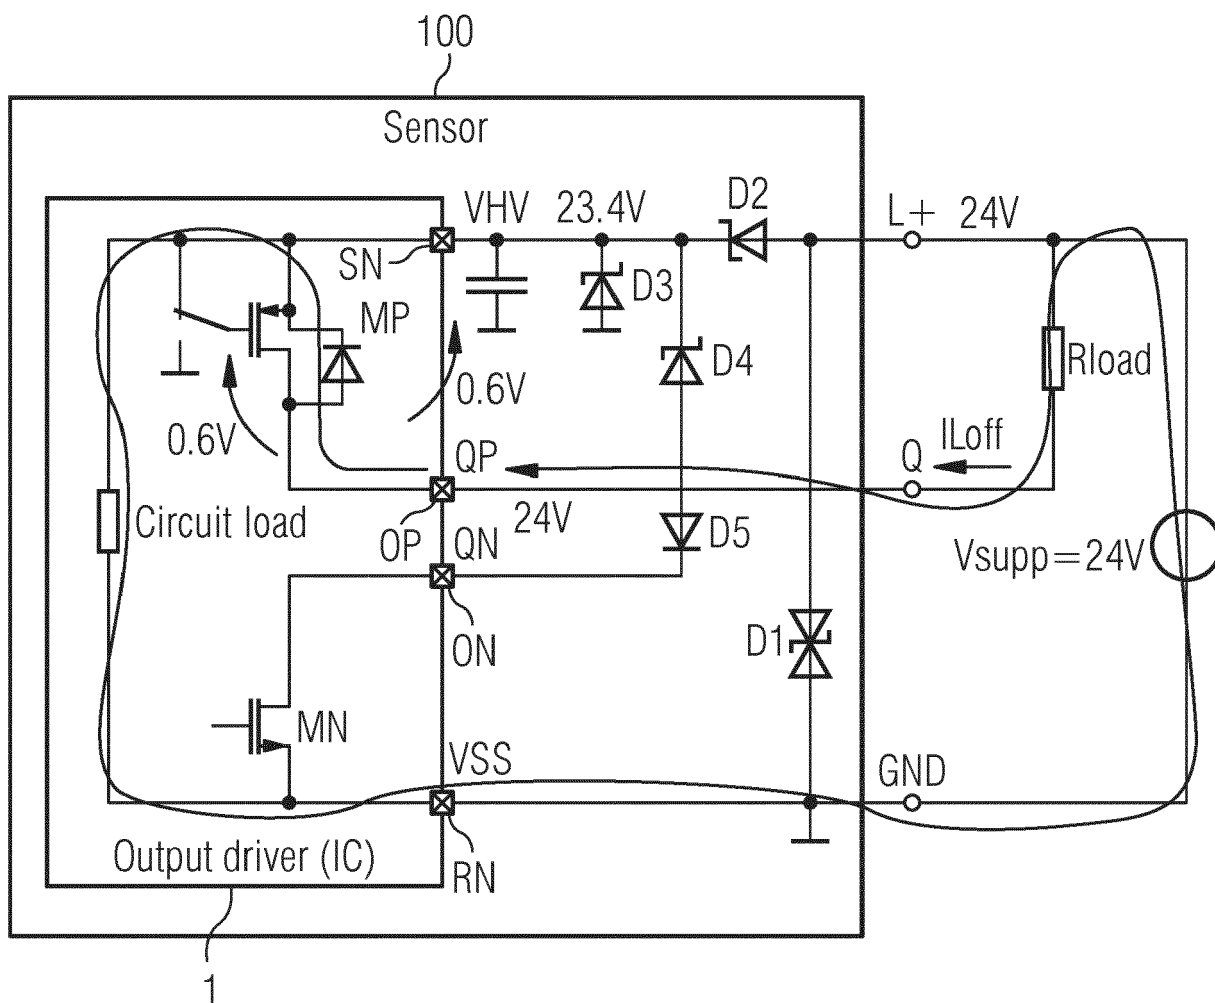 100
Sensor
VHV 23.4V
D2
L+ 24V
SN
MP
D3
D4
Rload
0.6V
0.6V
QP
Q
ILoff
24V
Circuit load
OP
QN
D5
Vsupp=24V
ON
D1
MN
VSS
GND
Output driver (IC)
RN
1